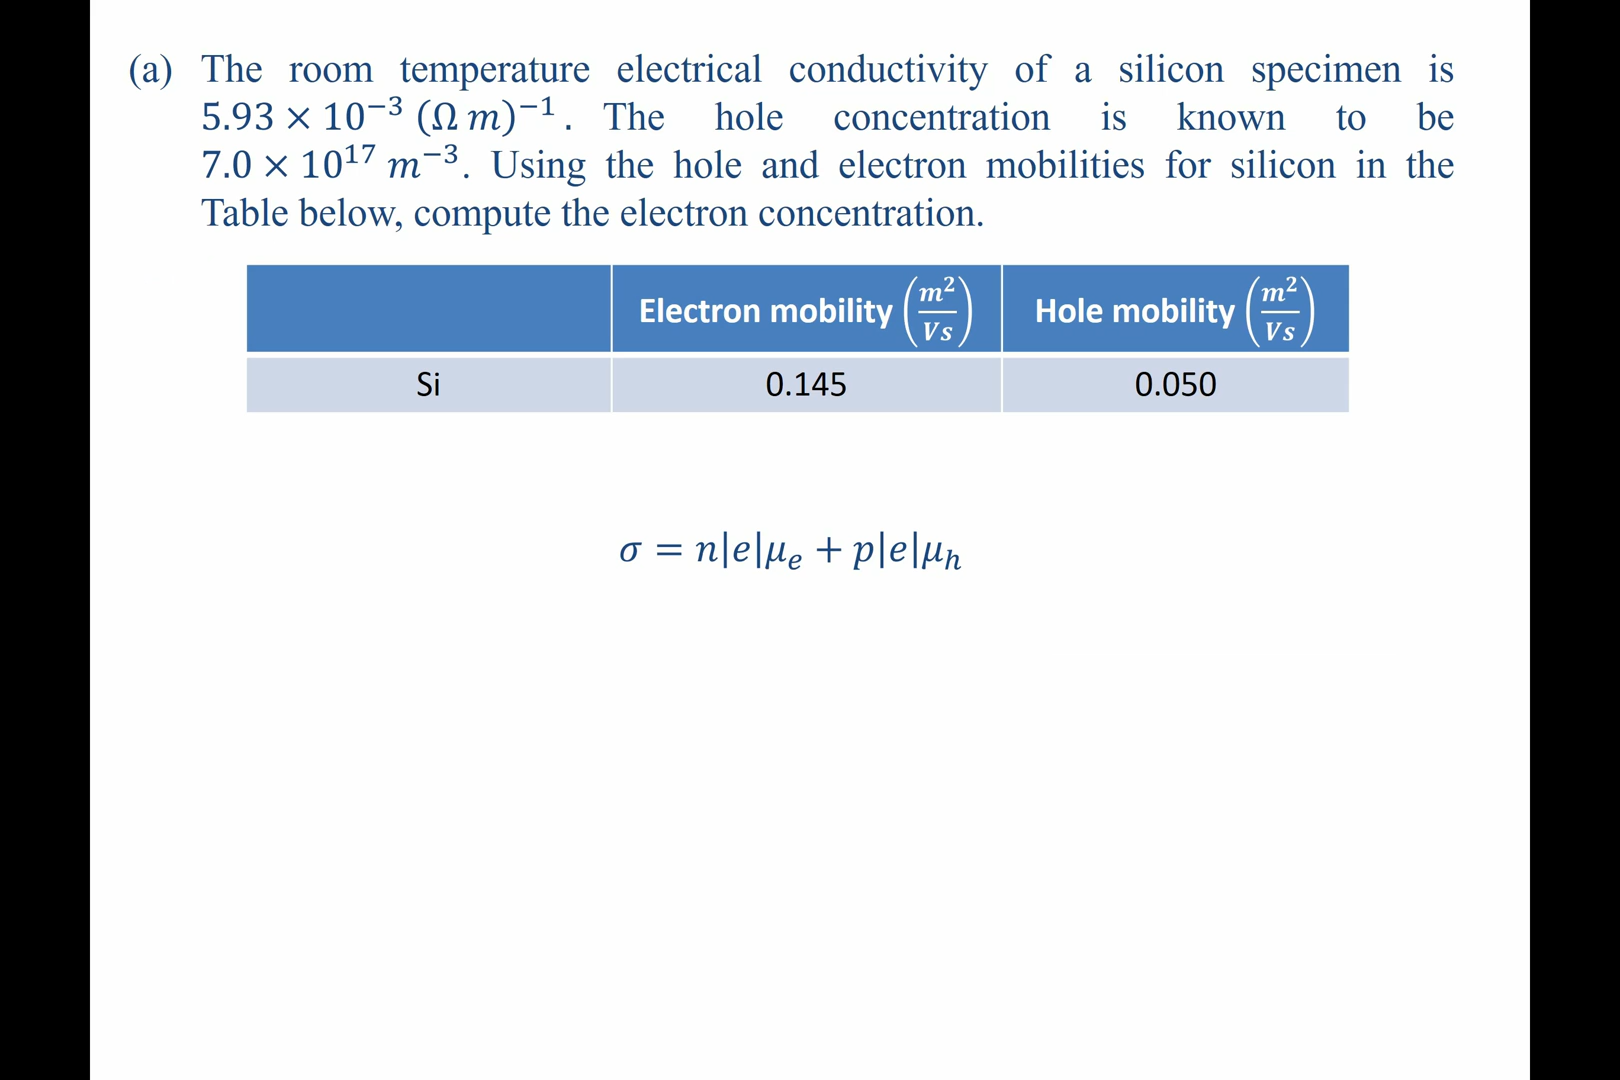 (a) The room temperature electrical conductivity of a silicon specimen is
5.93 × 10⁻³ (Ω m)⁻¹. The hole concentration is known to be
7.0 × 10¹⁷ m⁻³. Using the hole and electron mobilities for silicon in the
Table below, compute the electron concentration.
Electron mobility (m²/Vs) Hole mobility (m²/Vs)
Si 0.145 0.050
σ = n|e|μₑ + p|e|μₕ